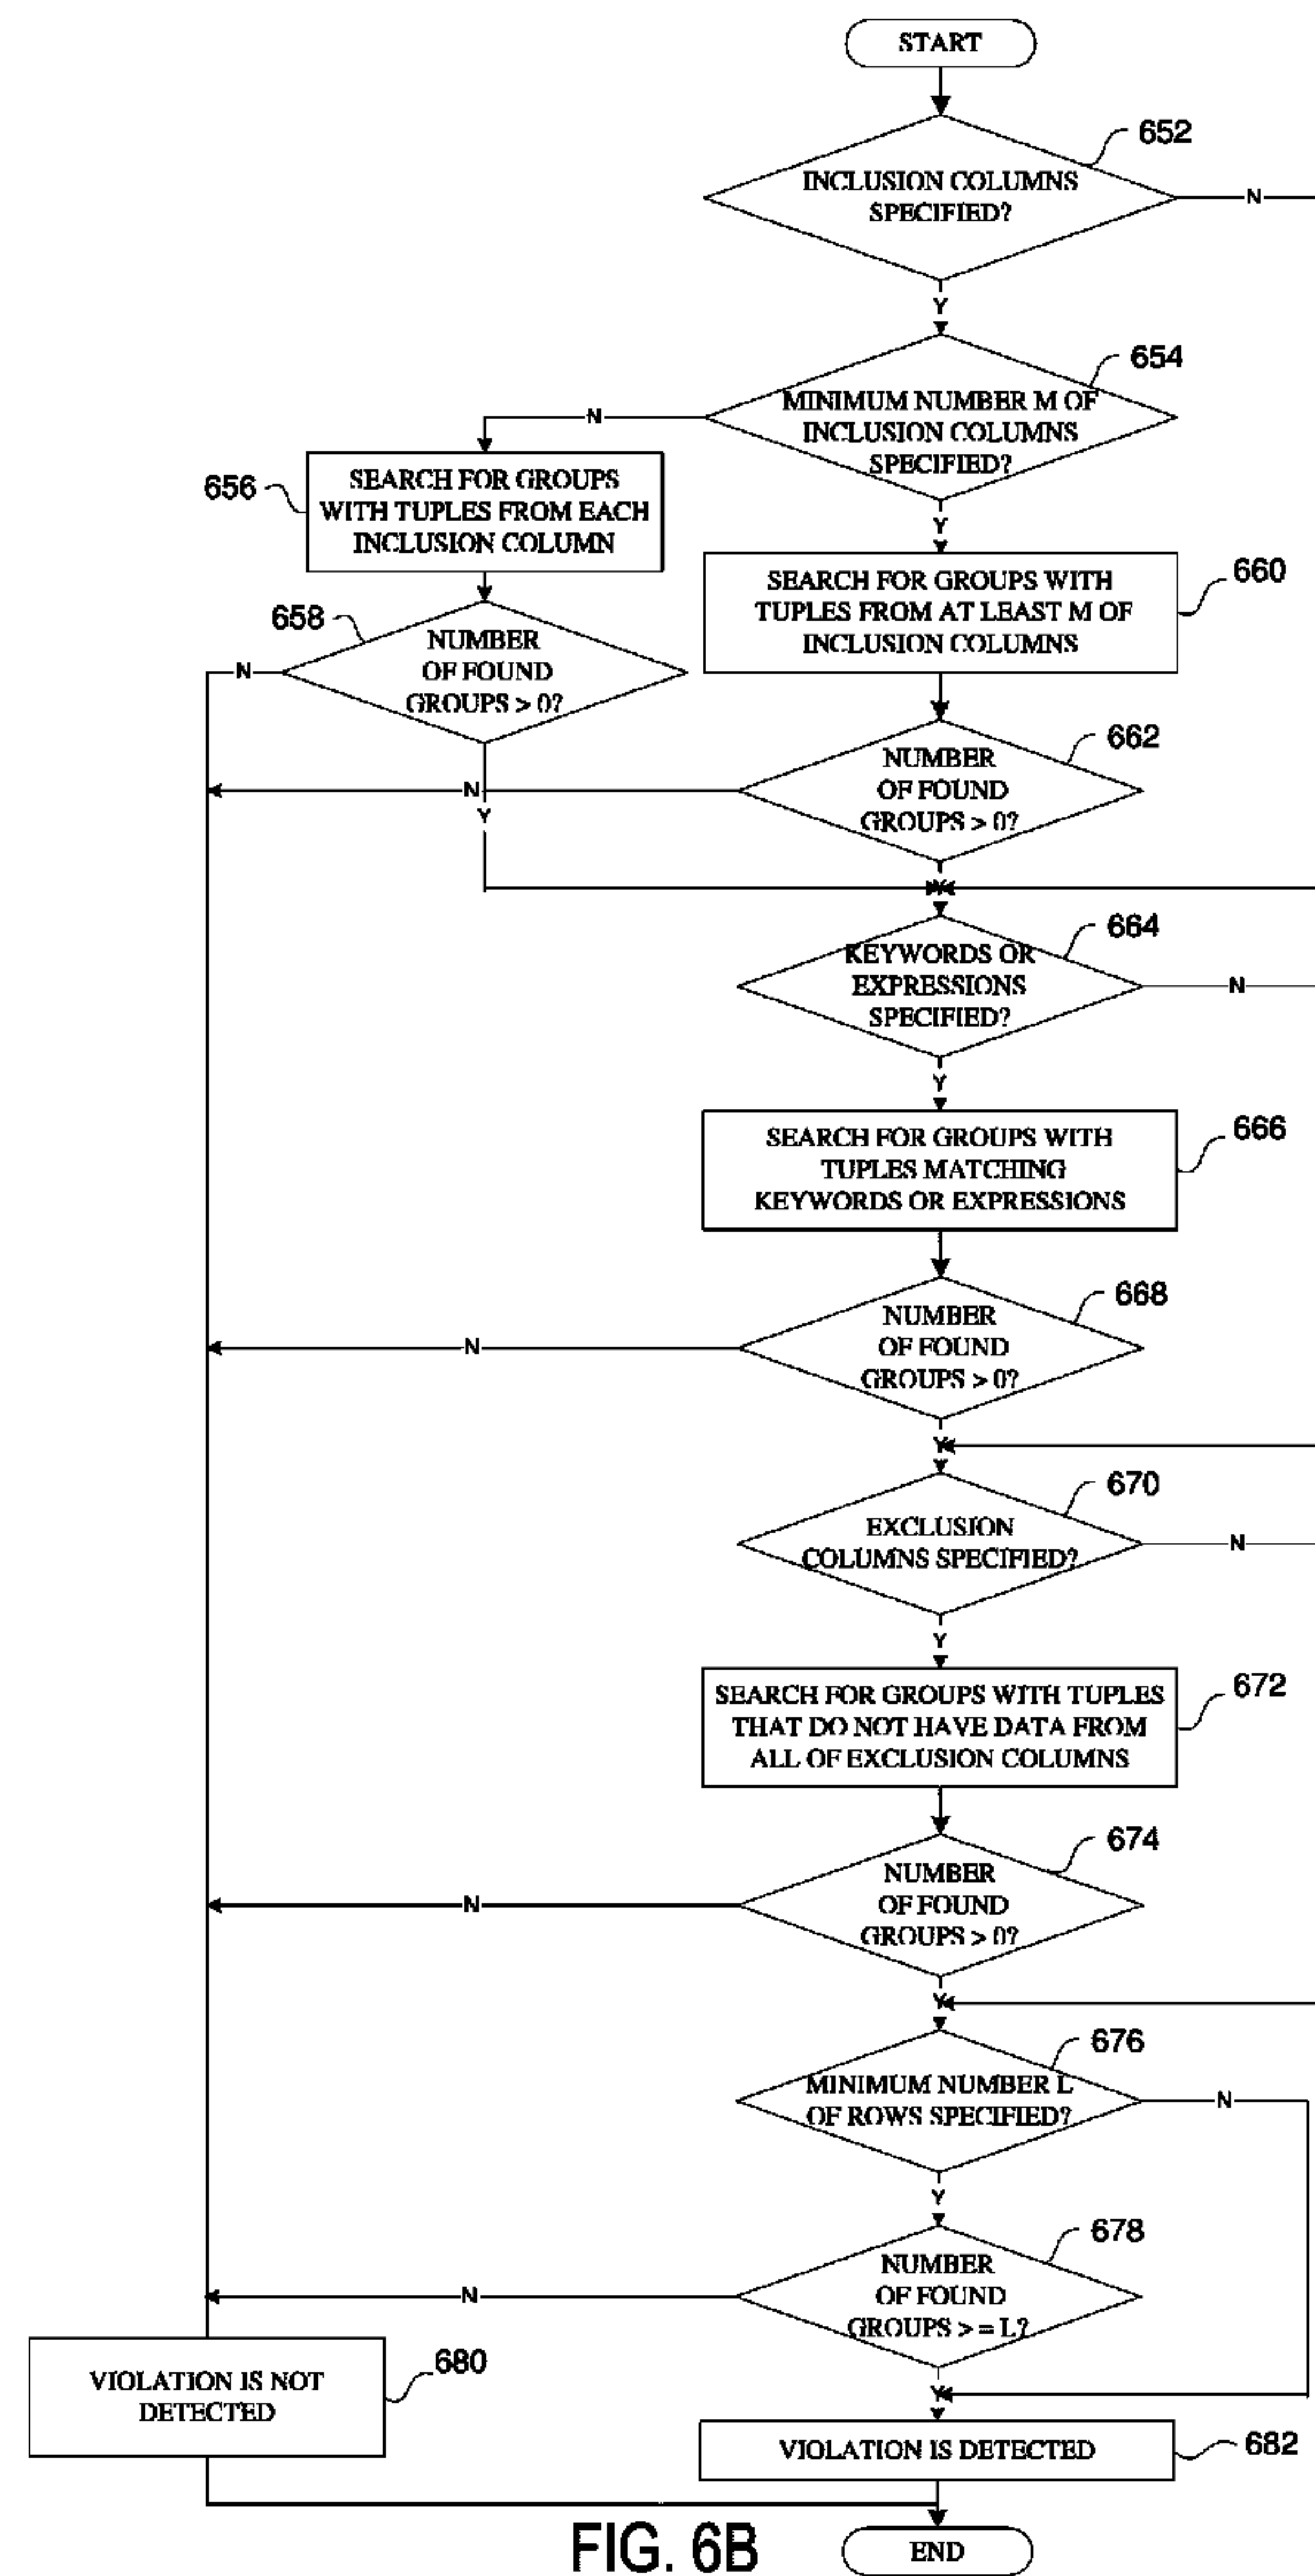 START
652
INCLUSION COLUMNS
SPECIFIED?
N
Y
654
MINIMUM NUMBER M OF
INCLUSION COLUMNS
SPECIFIED?
N
Y
656
SEARCH FOR GROUPS
WITH TUPLES FROM EACH
INCLUSION COLUMN
660
SEARCH FOR GROUPS WITH
TUPLES FROM AT LEAST M OF
INCLUSION COLUMNS
658
NUMBER
OF FOUND
GROUPS > 0?
N
Y
662
NUMBER
OF FOUND
GROUPS > 0?
N
Y
664
KEYWORDS OR
EXPRESSIONS
SPECIFIED?
N
Y
666
SEARCH FOR GROUPS WITH
TUPLES MATCHING
KEYWORDS OR EXPRESSIONS
668
NUMBER
OF FOUND
GROUPS > 0?
N
Y
670
EXCLUSION
COLUMNS SPECIFIED?
N
Y
672
SEARCH FOR GROUPS WITH TUPLES
THAT DO NOT HAVE DATA FROM
ALL OF EXCLUSION COLUMNS
674
NUMBER
OF FOUND
GROUPS > 0?
N
Y
676
MINIMUM NUMBER L
OF ROWS SPECIFIED?
N
Y
678
NUMBER
OF FOUND
GROUPS > = L?
N
Y
680
VIOLATION IS NOT
DETECTED
682
VIOLATION IS DETECTED
FIG. 6B
END